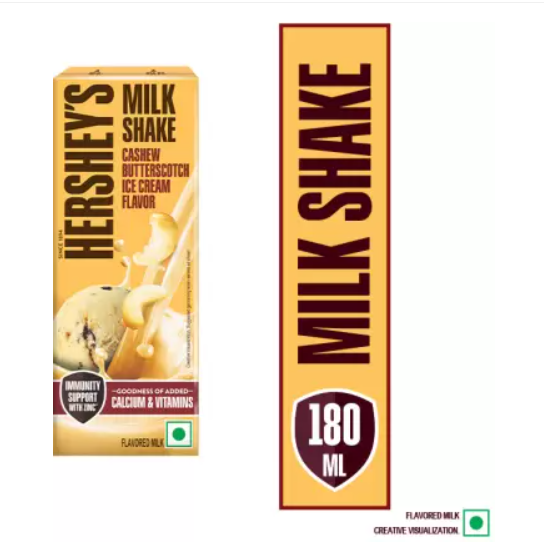 HERSHEY'S
SINCE 1894
MILK
SHAKE
CASHEW
BUTTERSCOTCH
ICE CREAM
FLAVOR
IMMUNITY
SUPPORT
WITH ZINC
GOODNESS OF ADDED
CALCIUM & VITAMINS
FLAVORED MILK
MILK SHAKE
180
ML
FLAVORED MILK
CREATIVE VISUALIZATION.